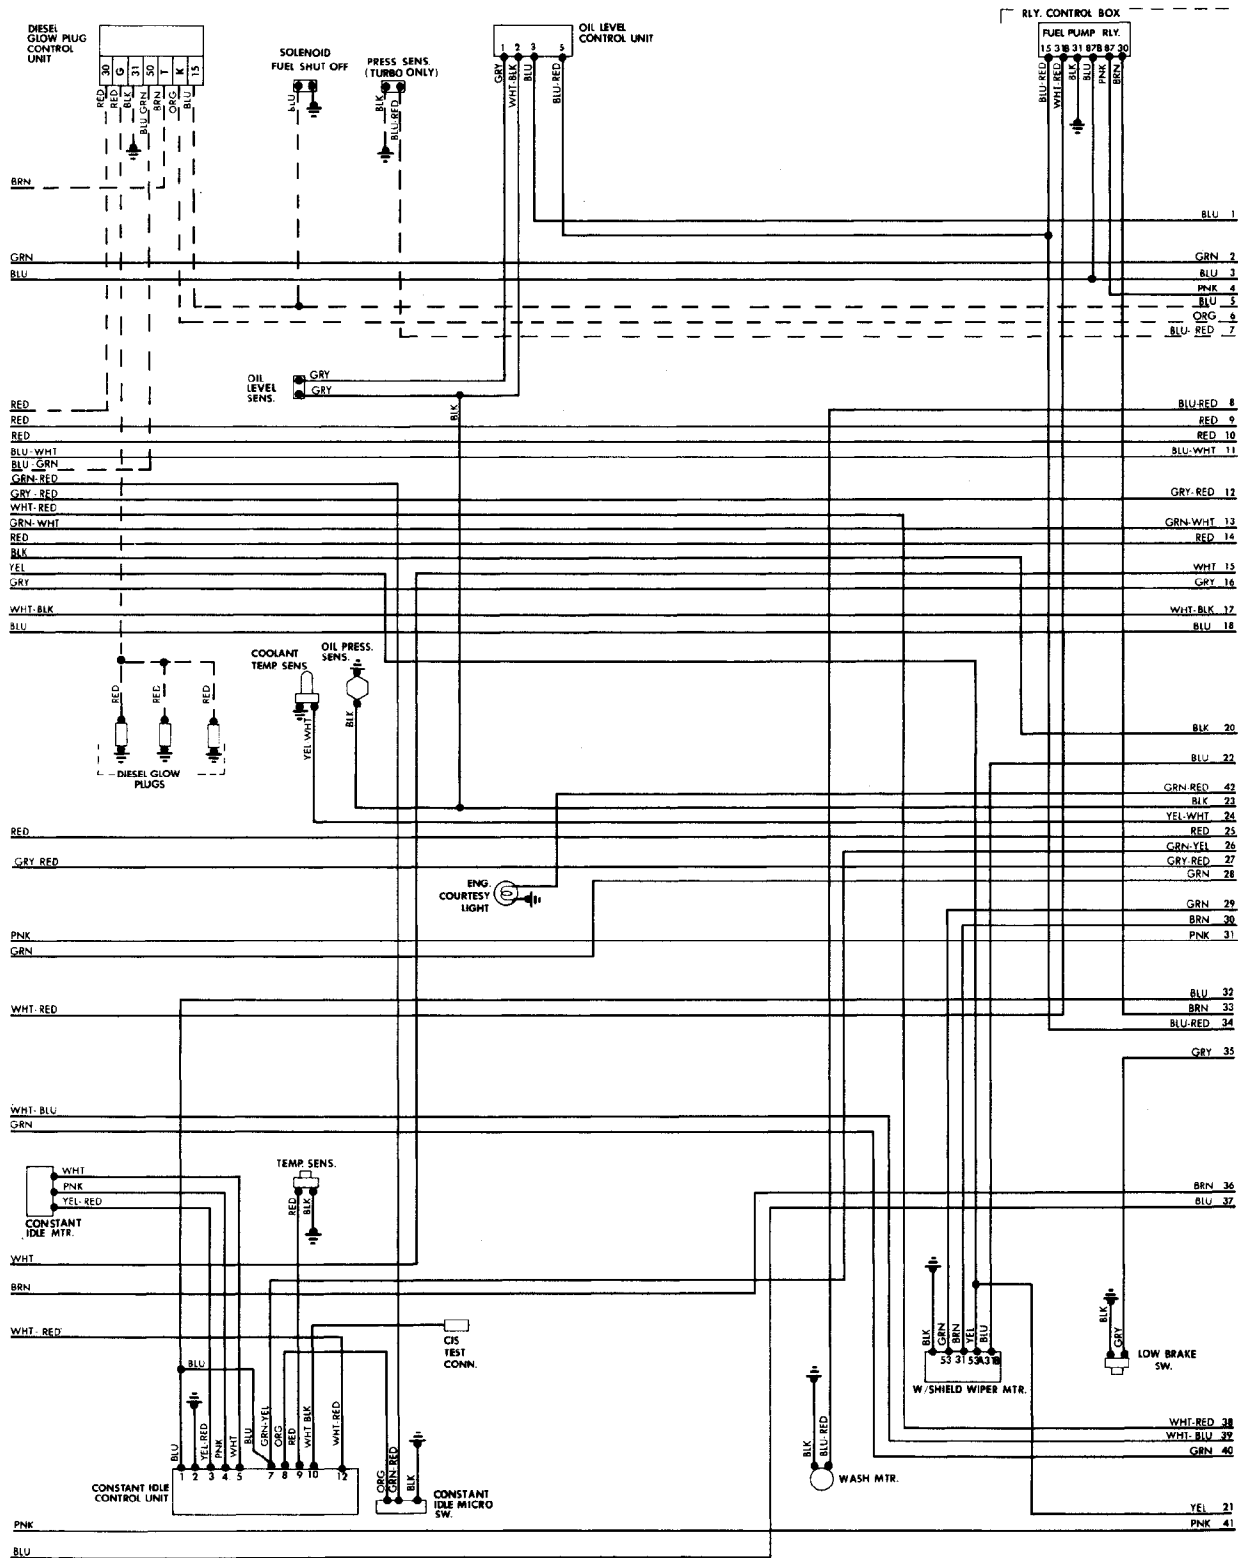 RLY. CONTROL BOX
DIESEL
GLOW PLUG
CONTROL
UNIT
OIL LEVEL
CONTROL UNIT
FUEL PUMP RLY.
SOLENOID
FUEL SHUT OFF
PRESS SENS.
(TURBO ONLY)
1 2 3 5
15 31B 31 87B 87 30
30 G 31 50 T K 15
RED RED BLK BLU GRN BRN ORG BLU
BLU
BLK BLU-RED
GRY WHT-BLK BLU BLU-RED
BLU-RED WHT-RED BLK BLU PNK BRN
BRN
BLU 1
GRN GRN 2
BLU BLU 3
PNK 4
BLU 5
ORG 6
BLU-RED 7
OIL
LEVEL
SENS.
GRY
GRY
BLK
RED BLU-RED 8
RED RED 9
RED RED 10
BLU-WHT BLU-WHT 11
BLU-GRN
GRN-RED
GRY-RED GRY-RED 12
WHT-RED
GRN-WHT GRN-WHT 13
RED RED 14
BLK
YEL WHT 15
GRY GRY 16
WHT-BLK WHT-BLK 17
BLU BLU 18
COOLANT
TEMP SENS
OIL PRESS.
SENS.
RED RED RED
YEL WHT
BLK
DIESEL GLOW
PLUGS
BLK 20
BLU 22
GRN-RED 42
BLK 23
YEL-WHT 24
RED RED 25
GRN-YEL 26
GRY RED GRY-RED 27
GRN 28
ENG.
COURTESY
LIGHT
GRN 29
BRN 30
PNK PNK 31
GRN
BLU 32
WHT-RED BRN 33
BLU-RED 34
GRY 35
WHT-BLU
GRN
TEMP. SENS.
WHT
PNK
YEL-RED
CONSTANT
IDLE MTR.
RED BLK
BRN 36
BLU 37
WHT
BRN
WHT-RED
CIS
TEST
CONN.
BLU
BLK GRN BRN YEL BLU
53 31 53A 31B
W/SHIELD WIPER MTR.
BLK GRY
LOW BRAKE
SW.
BLU YEL-RED PNK WHT BLU GRN-YEL ORG RED WHT BLK WHT-RED
1 2 3 4 5 7 8 9 10 12
CONSTANT IDLE
CONTROL UNIT
ORG GRN-RED BLK
CONSTANT
IDLE MICRO
SW.
BLK BLU-RED
WASH MTR.
WHT-RED 38
WHT-BLU 39
GRN 40
YEL 21
PNK PNK 41
BLU